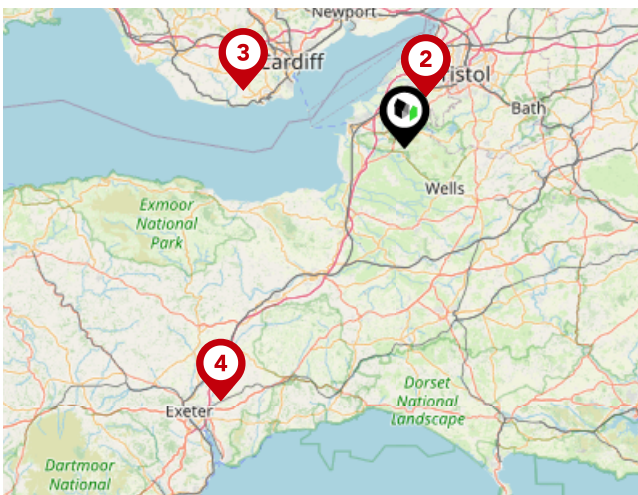 Newport
3
Cardiff
2
Bristol
Bath
Wells
Exmoor
National
Park
4
Exeter
Dorset
National
Landscape
Dartmoor
National